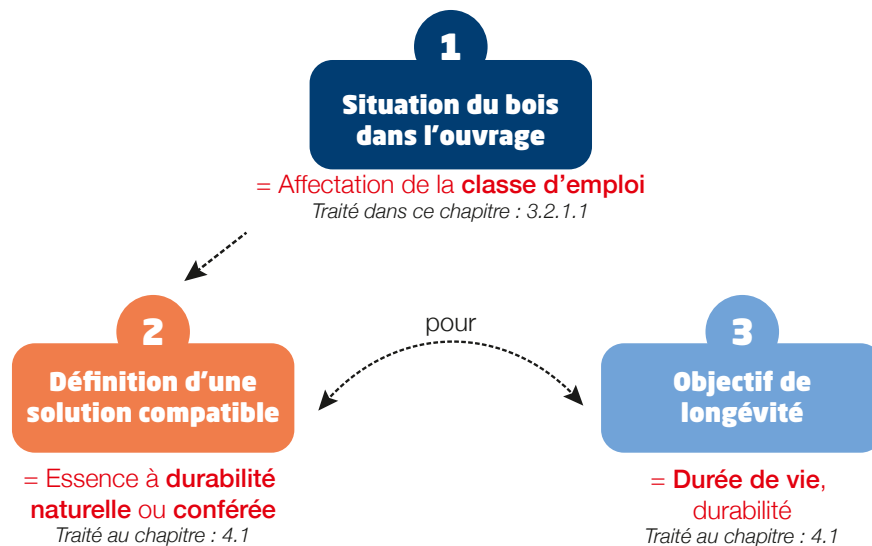 1
Situation du bois
dans l'ouvrage
= Affectation de la classe d'emploi
Traité dans ce chapitre : 3.2.1.1
pour
2
Définition d'une
solution compatible
= Essence à durabilité
naturelle ou conférée
Traité au chapitre : 4.1
3
Objectif de
longévité
= Durée de vie,
durabilité
Traité au chapitre : 4.1